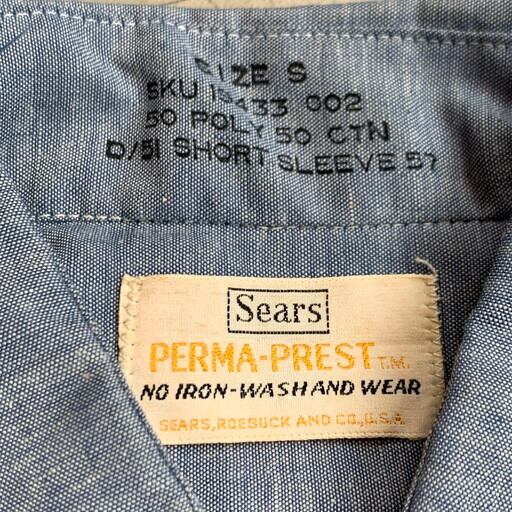 SIZE S
SKU 18433 002
50 POLY 50 CTN
D/51 SHORT SLEEVE 57
Sears
PERMA-PREST T.M.
NO IRON-WASH AND WEAR
SEARS, ROEBUCK AND CO., U.S.A.